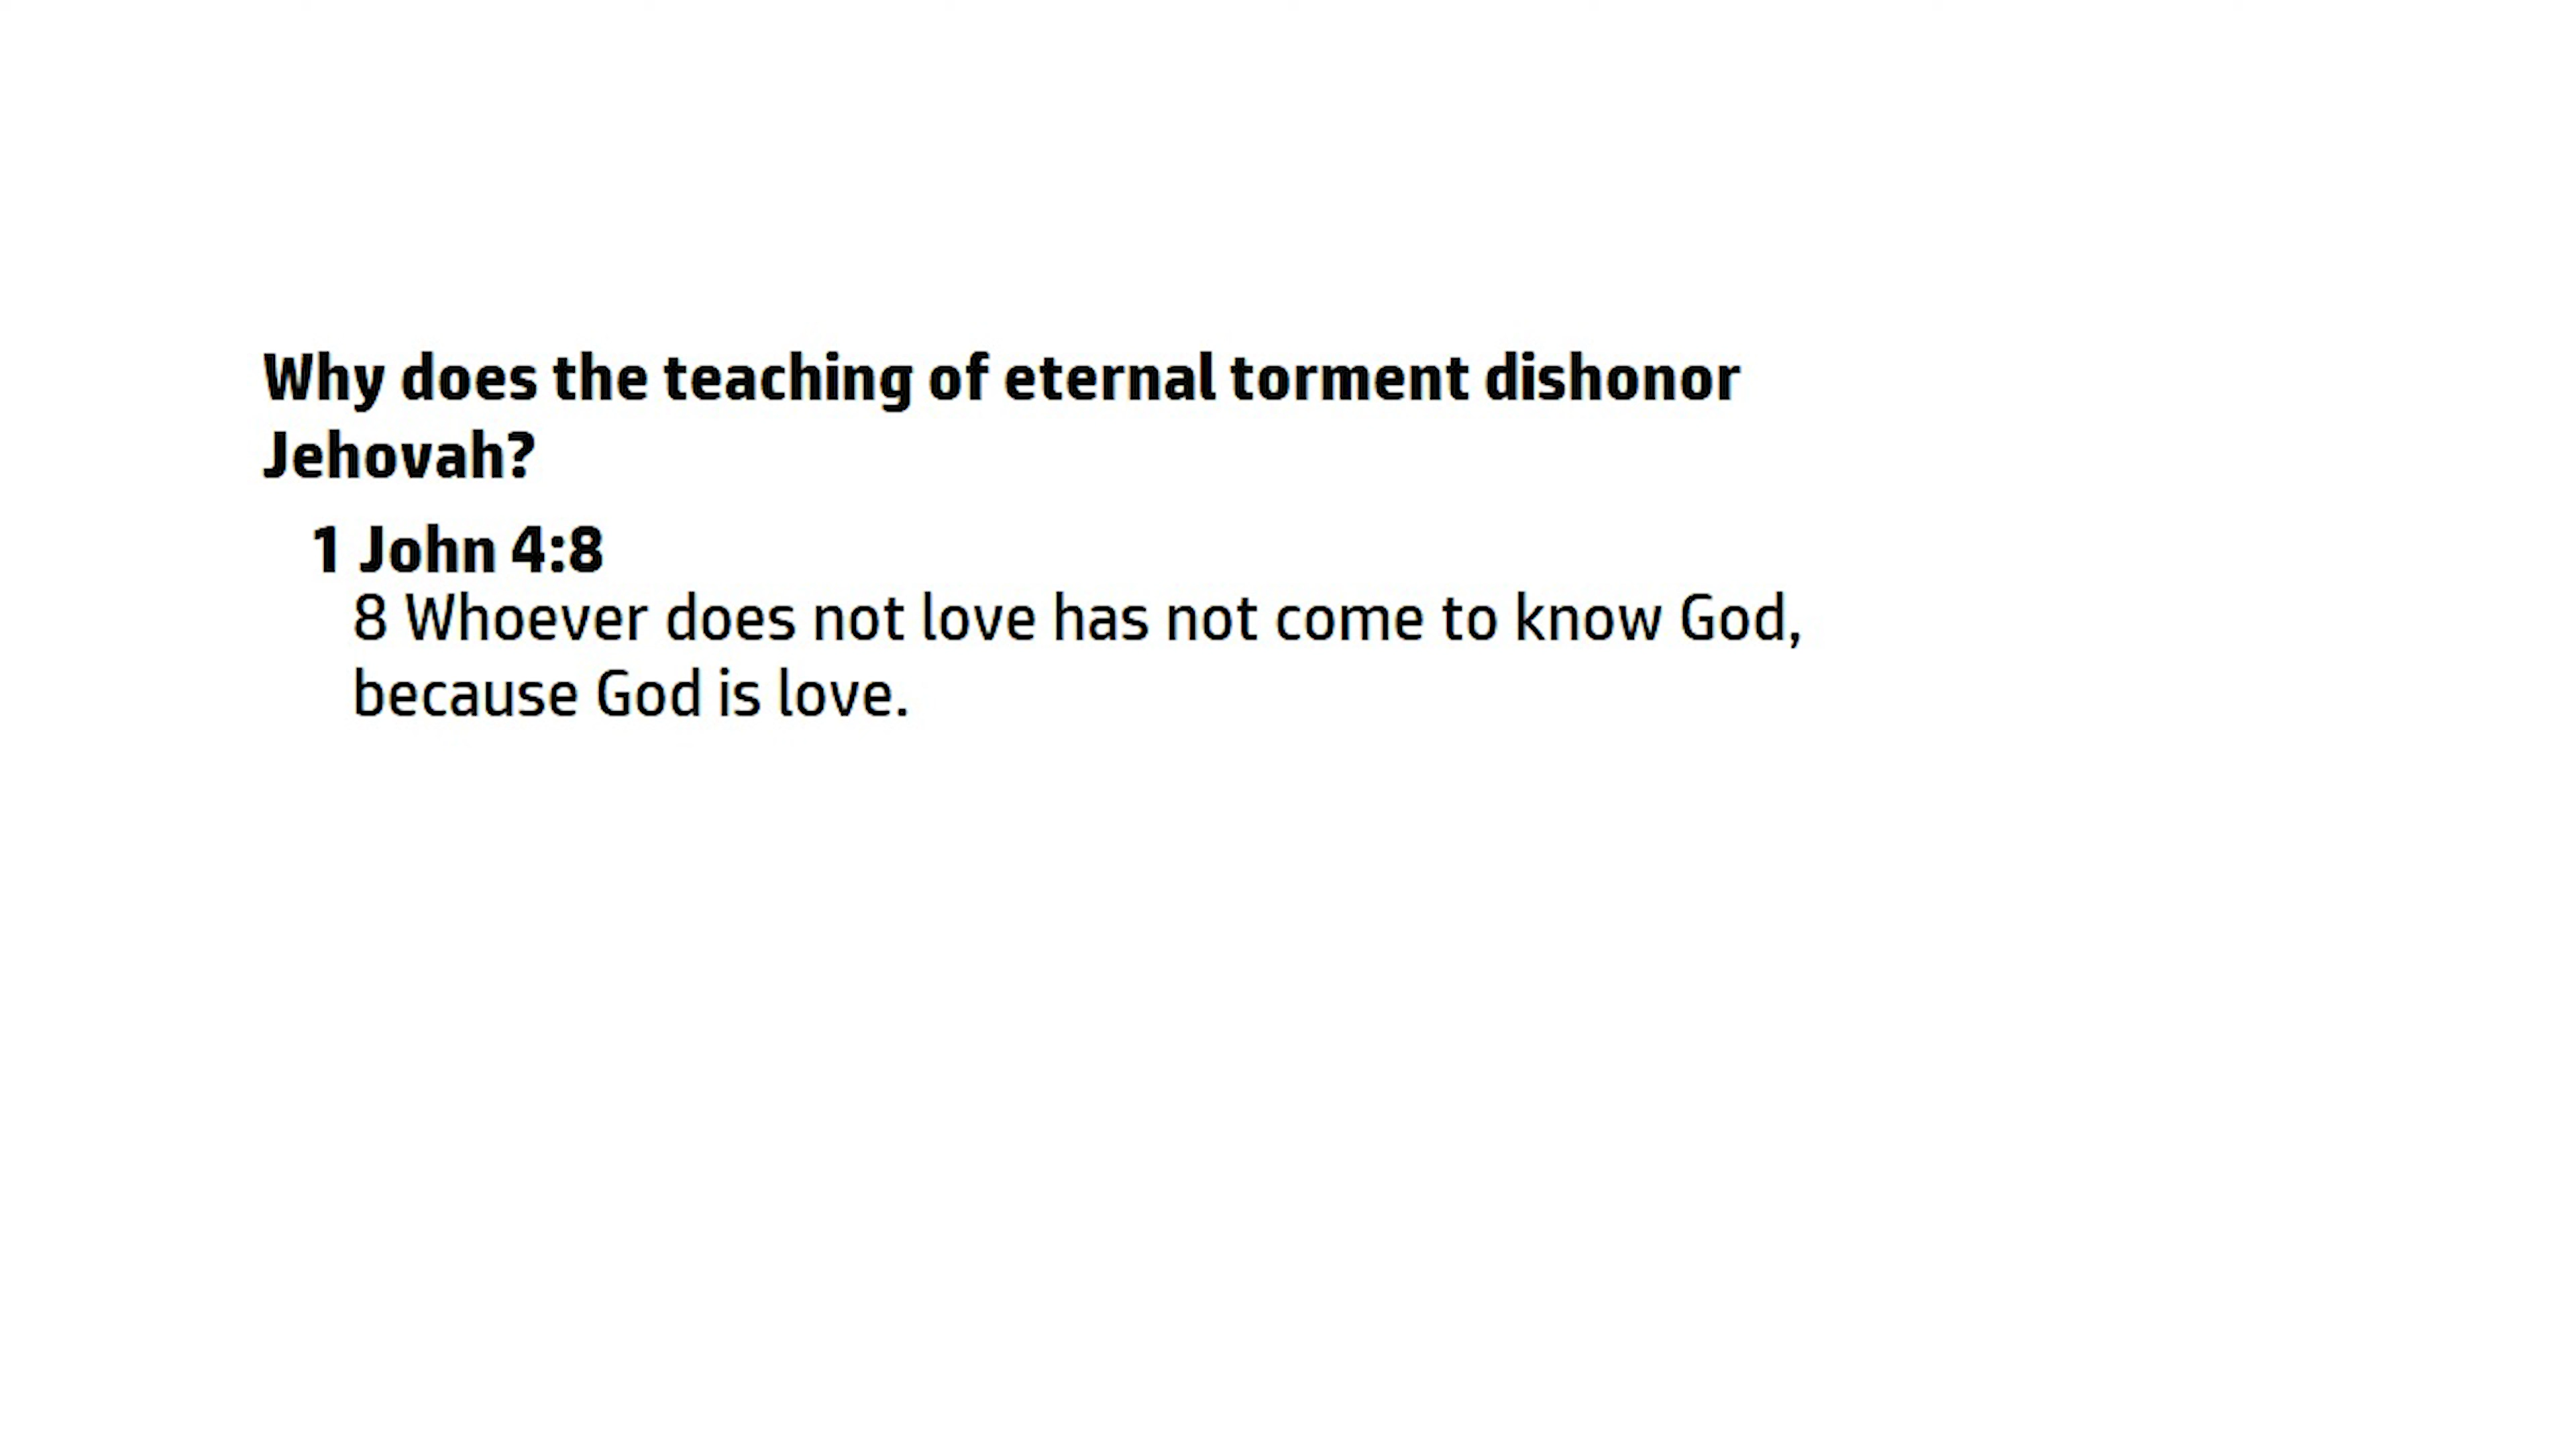 Why does the teaching of eternal torment dishonor
Jehovah?
1 John 4:8
8 Whoever does not love has not come to know God,
because God is love.